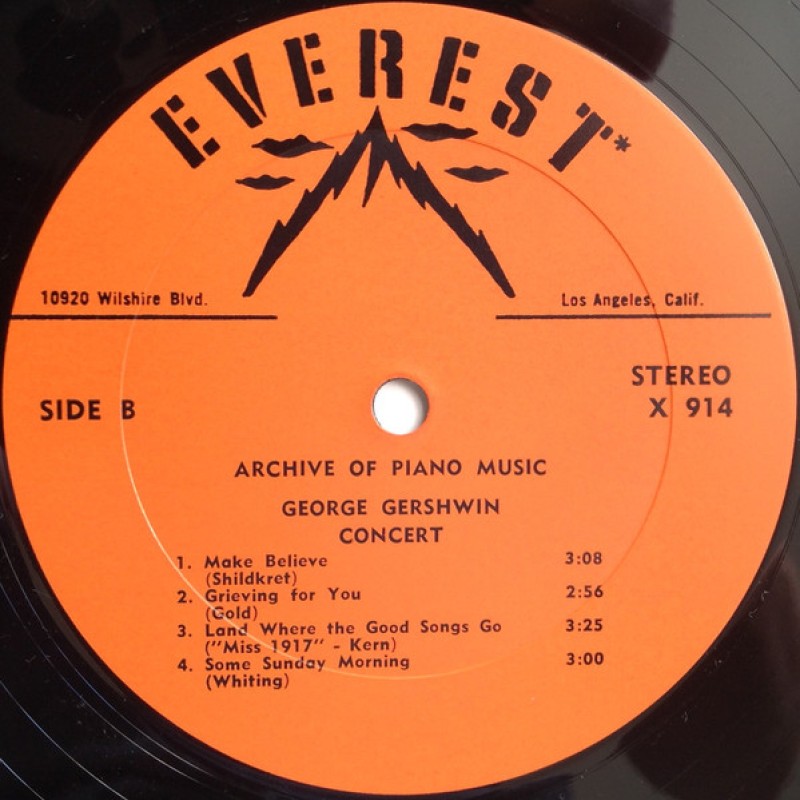 EVEREST*
10920 Wilshire Blvd.
Los Angeles, Calif.
SIDE B
STEREO
X 914
ARCHIVE OF PIANO MUSIC
GEORGE GERSHWIN
CONCERT
1. Make Believe 3:08
(Shildkret)
2. Grieving for You 2:56
(Gold)
3. Land Where the Good Songs Go 3:25
("Miss 1917" - Kern)
4. Some Sunday Morning 3:00
(Whiting)